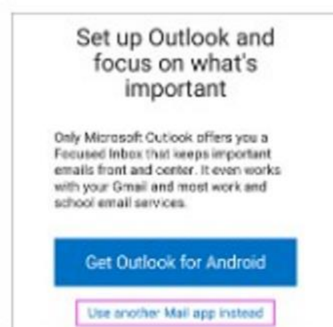 Set up Outlook and
focus on what's
important
Only Microsoft Outlook offers you a
Focused Inbox that keeps important
emails front and center. It even works
with your Gmail and most work and
school email services.
Get Outlook for Android
Use another Mail app instead